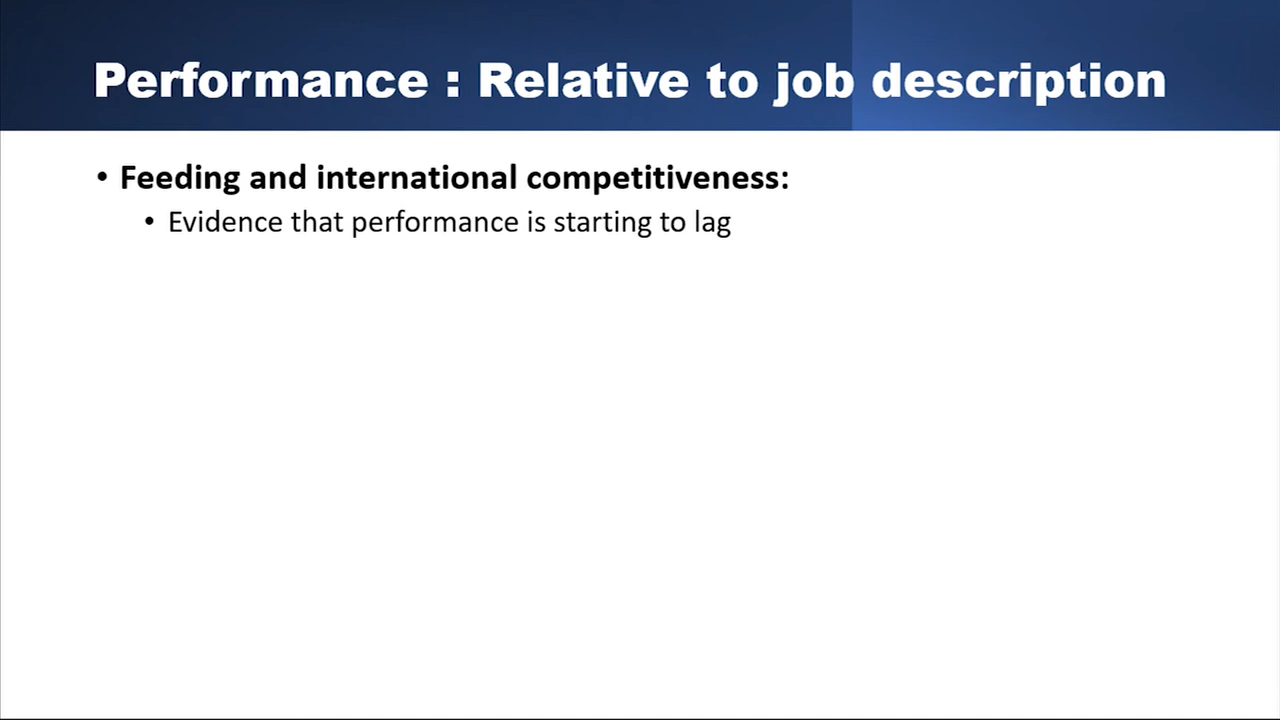 Performance : Relative to job description
• Feeding and international competitiveness:
• Evidence that performance is starting to lag